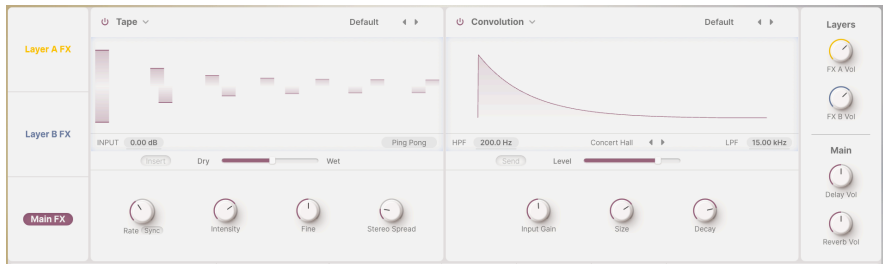 Layer A FX
Layer B FX
Main FX
Tape
Default
INPUT 0.00 dB
Ping Pong
Insert
Dry
Wet
Rate Sync
Intensity
Fine
Stereo Spread
Convolution
Default
HPF 200.0 Hz
Concert Hall
LPF 15.00 kHz
Send
Level
Input Gain
Size
Decay
Layers
FX A Vol
FX B Vol
Main
Delay Vol
Reverb Vol